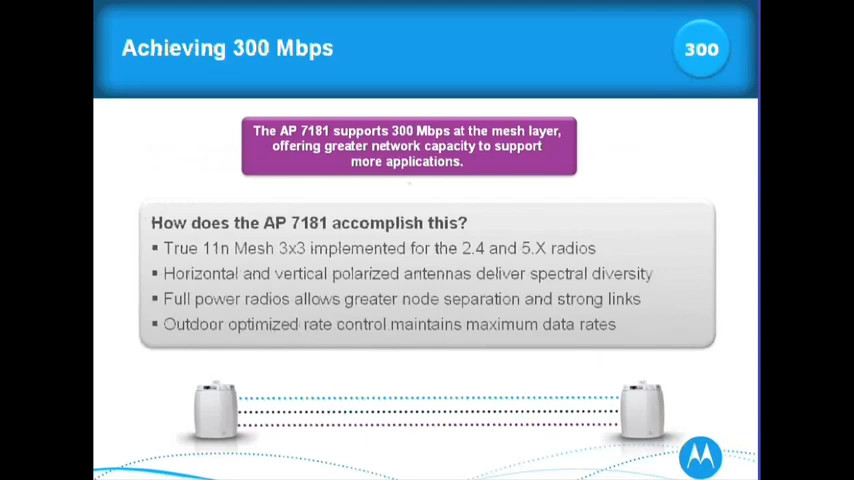 Achieving 300 Mbps
300
The AP 7181 supports 300 Mbps at the mesh layer,
offering greater network capacity to support
more applications.
How does the AP 7181 accomplish this?
▪ True 11n Mesh 3x3 implemented for the 2.4 and 5.X radios
▪ Horizontal and vertical polarized antennas deliver spectral diversity
▪ Full power radios allows greater node separation and strong links
▪ Outdoor optimized rate control maintains maximum data rates